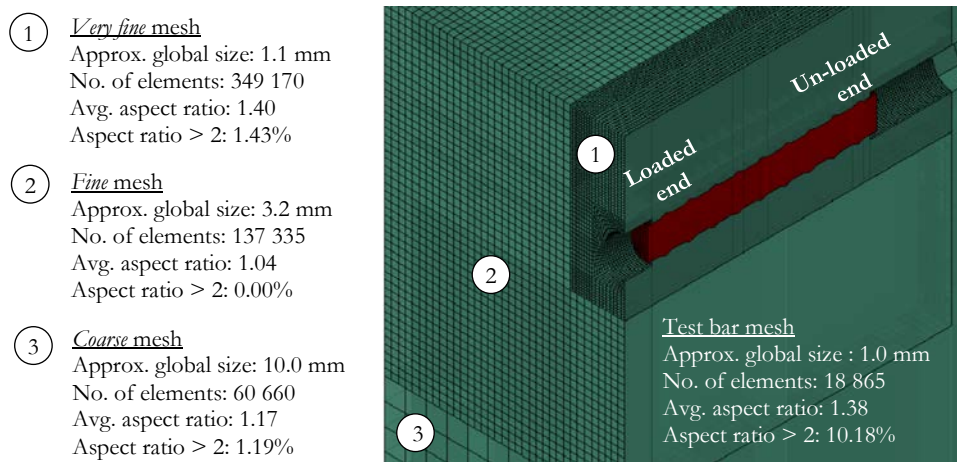 1
Very fine mesh
Approx. global size: 1.1 mm
No. of elements: 349 170
Avg. aspect ratio: 1.40
Aspect ratio > 2: 1.43%
2
Fine mesh
Approx. global size: 3.2 mm
No. of elements: 137 335
Avg. aspect ratio: 1.04
Aspect ratio > 2: 0.00%
3
Coarse mesh
Approx. global size: 10.0 mm
No. of elements: 60 660
Avg. aspect ratio: 1.17
Aspect ratio > 2: 1.19%
Un-loaded
end
1
Loaded
end
2
3
Test bar mesh
Approx. global size : 1.0 mm
No. of elements: 18 865
Avg. aspect ratio: 1.38
Aspect ratio > 2: 10.18%